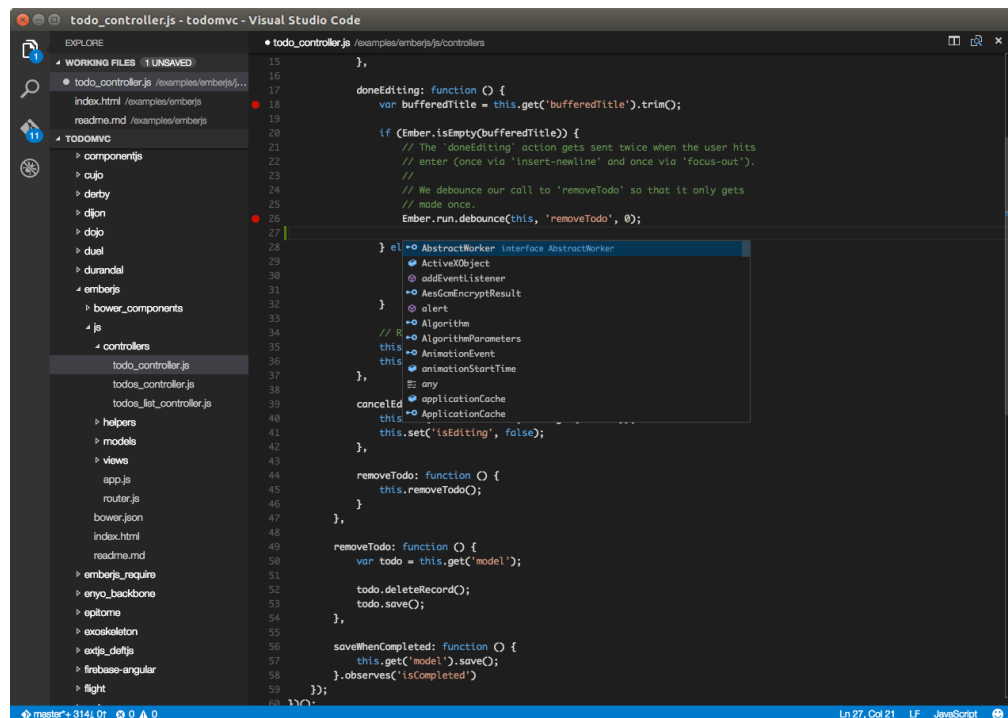 todo_controller.js - todomvc - Visual Studio Code
EXPLORE
WORKING FILES 1 UNSAVED
todo_controller.js /examples/emberjs/j...
index.html /examples/emberjs
readme.md /examples/emberjs
TODOMVC
componentjs
cujo
derby
dijon
dojo
duel
durandal
emberjs
bower_components
js
controllers
todo_controller.js
todos_controller.js
todos_list_controller.js
helpers
models
views
app.js
router.js
bower.json
index.html
readme.md
emberjs_require
enyo_backbone
epitome
exoskeleton
extjs_deftjs
firebase-angular
flight
1
11
todo_controller.js /examples/emberjs/js/controllers
15 },
16
17 doneEditing: function () {
18 var bufferedTitle = this.get('bufferedTitle').trim();
19
20 if (Ember.isEmpty(bufferedTitle)) {
21 // The `doneEditing` action gets sent twice when the user hits
22 // enter (once via 'insert-newline' and once via 'focus-out').
23 //
24 // We debounce our call to 'removeTodo' so that it only gets
25 // made once.
26 Ember.run.debounce(this, 'removeTodo', 0);
27
28 } el
29
30
31
32 }
33
34 // R
35 this
36 this
37 },
38
39 cancelEd
40 this
41 this.set('isEditing', false);
42 },
43
44 removeTodo: function () {
45 this.removeTodo();
46 }
47 },
48
49 removeTodo: function () {
50 var todo = this.get('model');
51
52 todo.deleteRecord();
53 todo.save();
54 },
55
56 saveWhenCompleted: function () {
57 this.get('model').save();
58 }.observes('isCompleted')
59 });
60 })();
AbstractWorker interface AbstractWorker
ActiveXObject
addEventListener
AesGcmEncryptResult
alert
Algorithm
AlgorithmParameters
AnimationEvent
animationStartTime
any
applicationCache
ApplicationCache
master*+ 314↓ 0↑ 0 0
Ln 27, Col 21 LF JavaScript